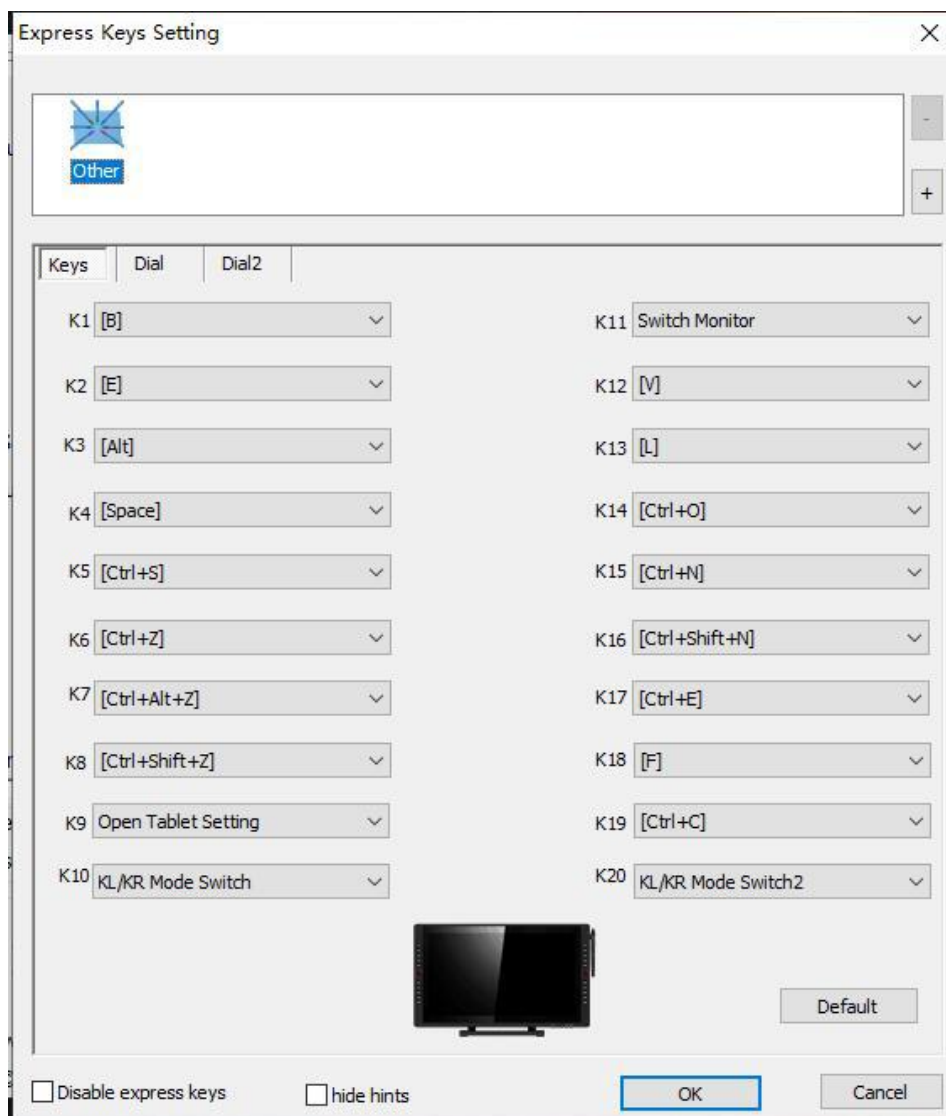 Express Keys Setting
Other
-
+
Keys Dial Dial2
K1 [B]
K11 Switch Monitor
K2 [E]
K12 [V]
K3 [Alt]
K13 [L]
K4 [Space]
K14 [Ctrl+O]
K5 [Ctrl+S]
K15 [Ctrl+N]
K6 [Ctrl+Z]
K16 [Ctrl+Shift+N]
K7 [Ctrl+Alt+Z]
K17 [Ctrl+E]
K8 [Ctrl+Shift+Z]
K18 [F]
K9 Open Tablet Setting
K19 [Ctrl+C]
K10 KL/KR Mode Switch
K20 KL/KR Mode Switch2
Default
Disable express keys
hide hints
OK
Cancel